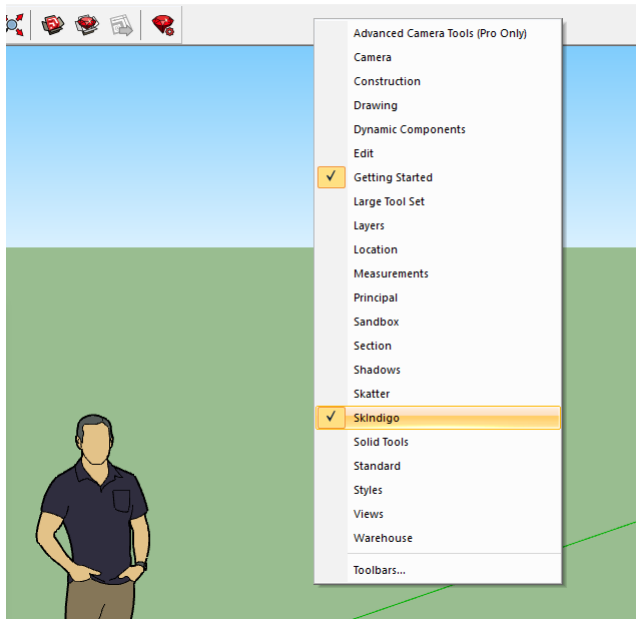 Advanced Camera Tools (Pro Only)
Camera
Construction
Drawing
Dynamic Components
Edit
Getting Started
Large Tool Set
Layers
Location
Measurements
Principal
Sandbox
Section
Shadows
Skatter
SkIndigo
Solid Tools
Standard
Styles
Views
Warehouse
Toolbars...